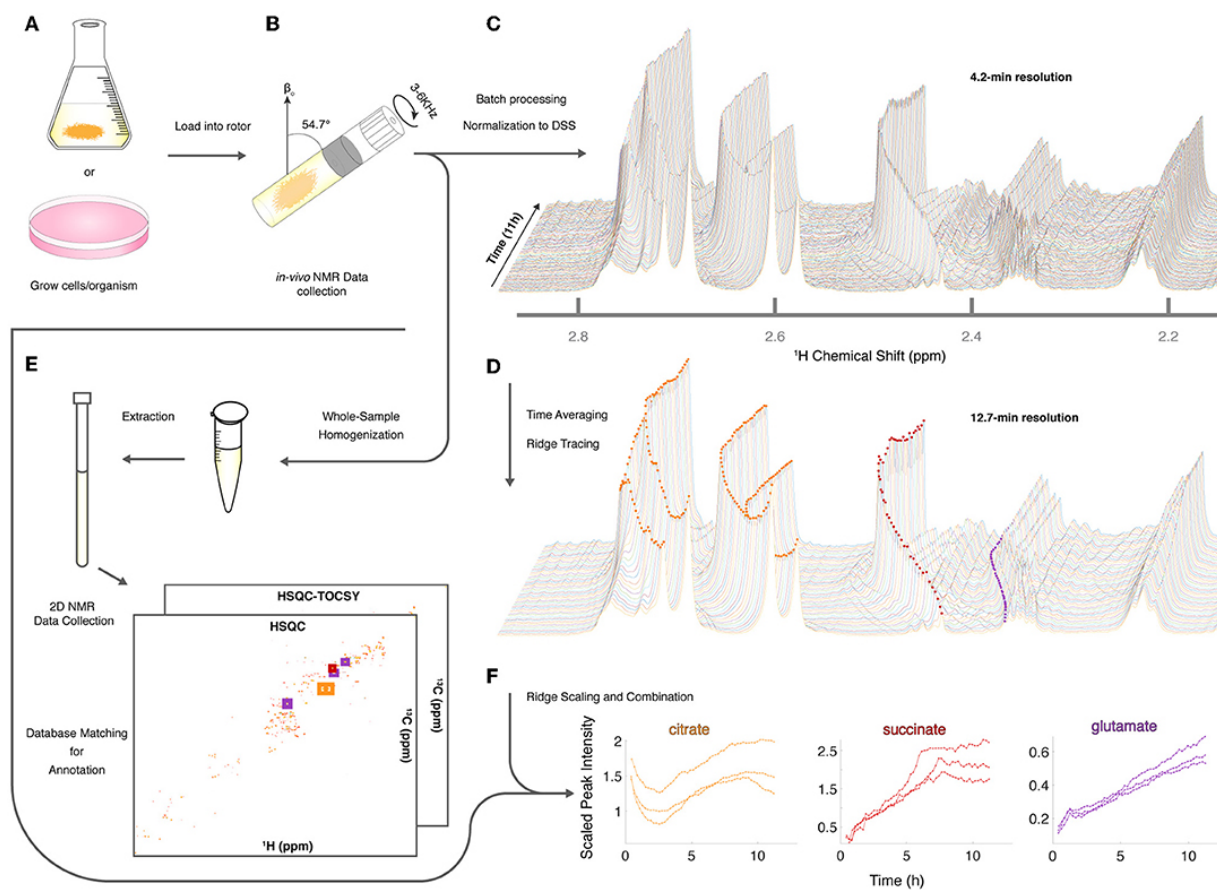 A
Load into rotor
or
Grow cells/organism
B
β₀
54.7°
3-6KHz
in-vivo NMR Data
collection
Batch processing
Normalization to DSS
C
4.2-min resolution
Time (11h)
2.8
2.6
2.4
2.2
¹H Chemical Shift (ppm)
D
Time Averaging
Ridge Tracing
12.7-min resolution
E
Extraction
Whole-Sample
Homogenization
2D NMR
Data Collection
HSQC-TOCSY
HSQC
¹³C (ppm)
¹³C (ppm)
¹H (ppm)
Database Matching
for
Annotation
F
Ridge Scaling and Combination
Scaled Peak Intensity
citrate
2
1.5
1
0
5
10
succinate
2.5
1.5
0.5
0
5
10
glutamate
0.6
0.4
0.2
0
5
10
Time (h)